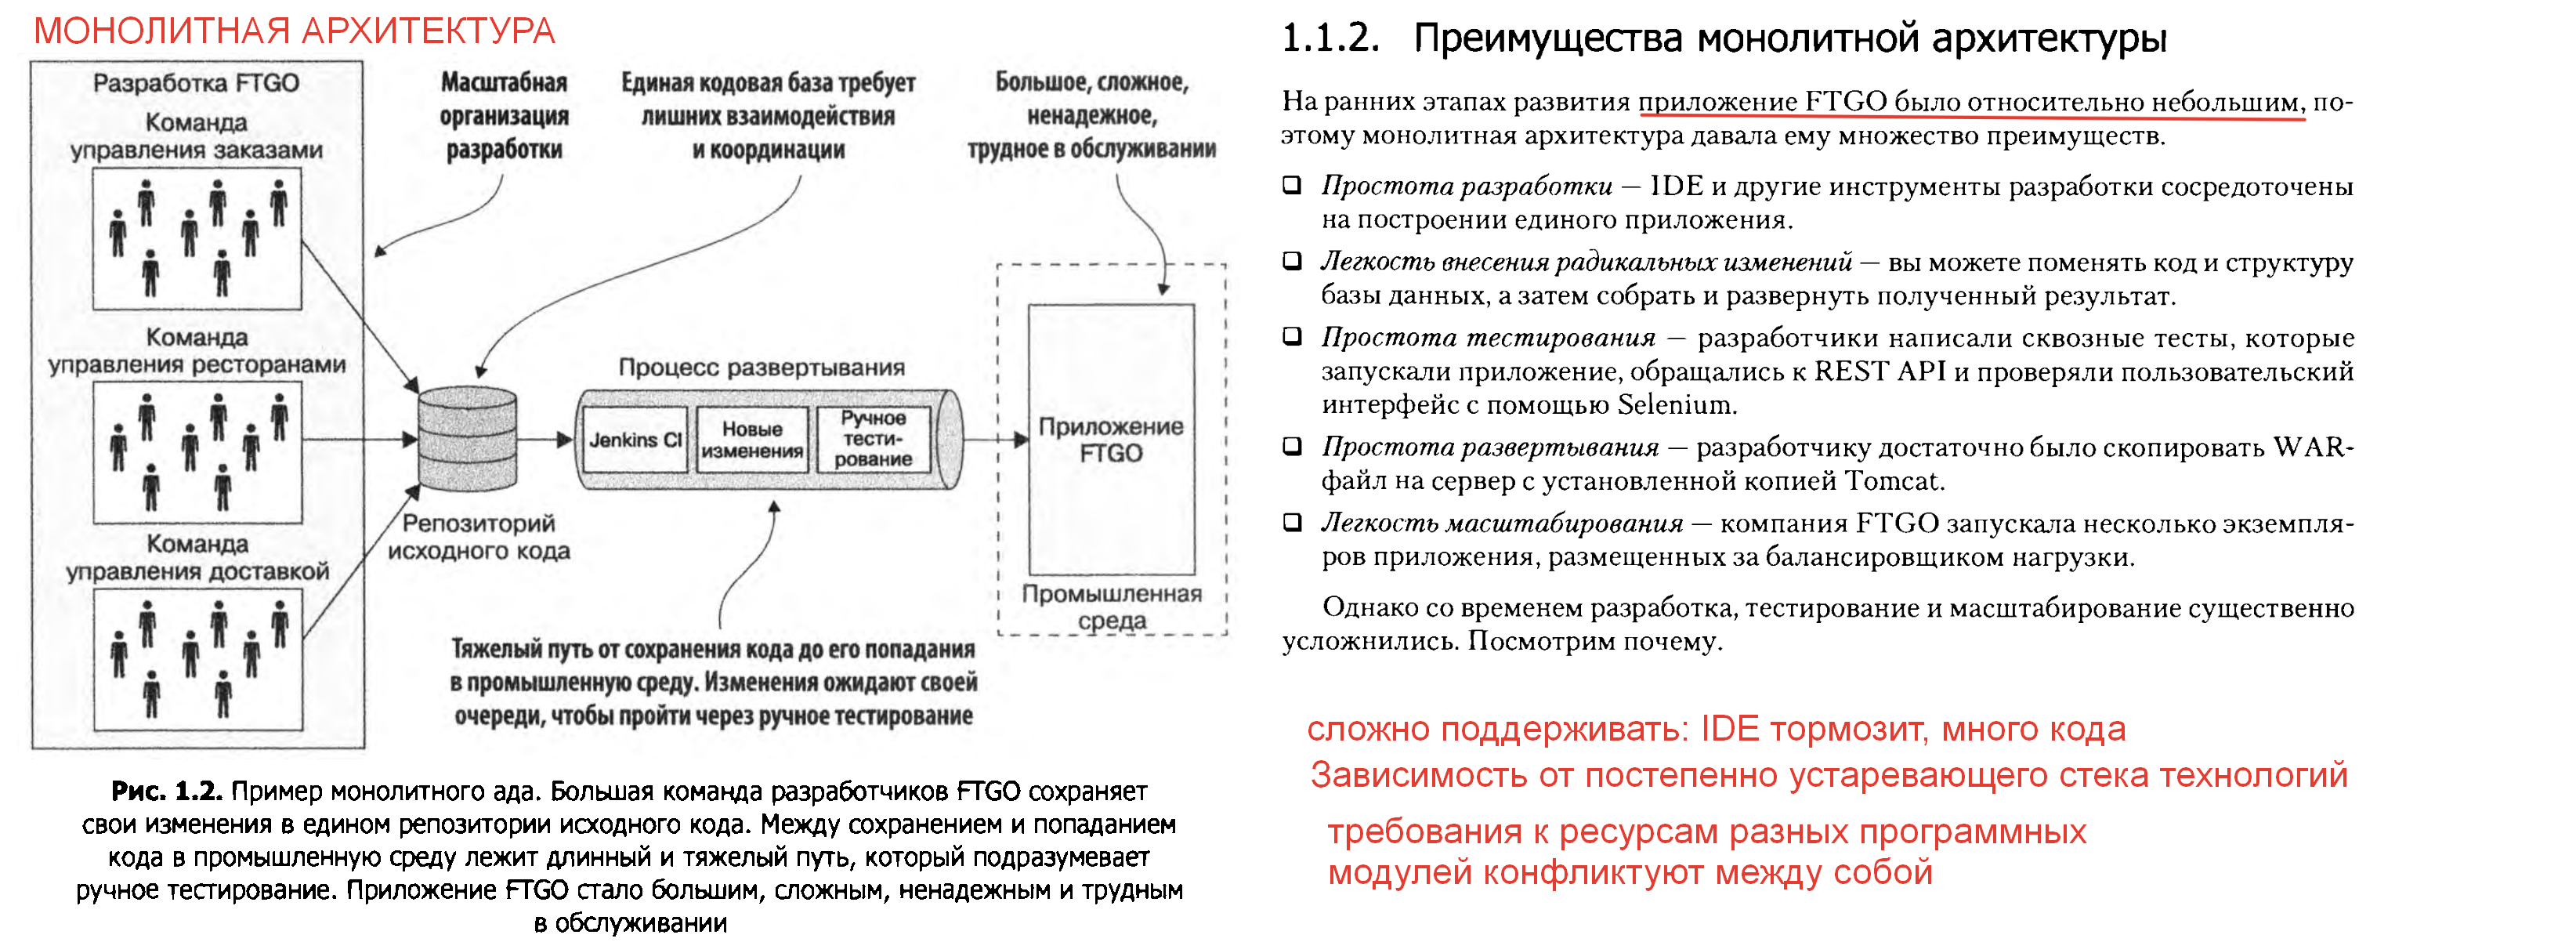 МОНОЛИТНАЯ АРХИТЕКТУРА
Разработка FTGO
Команда
управления заказами
Команда
управления ресторанами
Команда
управления доставкой
Масштабная
организация
разработки
Единая кодовая база требует
лишних взаимодействия
и координации
Большое, сложное,
ненадежное,
трудное в обслуживании
Репозиторий
исходного кода
Процесс развертывания
Jenkins CI
Новые
изменения
Ручное
тести-
рование
Приложение
FTGO
Промышленная
среда
Тяжелый путь от сохранения кода до его попадания
в промышленную среду. Изменения ожидают своей
очереди, чтобы пройти через ручное тестирование
Рис. 1.2. Пример монолитного ада. Большая команда разработчиков FTGO сохраняет
свои изменения в едином репозитории исходного кода. Между сохранением и попаданием
кода в промышленную среду лежит длинный и тяжелый путь, который подразумевает
ручное тестирование. Приложение FTGO стало большим, сложным, ненадежным и трудным
в обслуживании
1.1.2. Преимущества монолитной архитектуры
На ранних этапах развития приложение FTGO было относительно небольшим, по-
этому монолитная архитектура давала ему множество преимуществ.
❏ Простота разработки — IDE и другие инструменты разработки сосредоточены
на построении единого приложения.
❏ Легкость внесения радикальных изменений — вы можете поменять код и структуру
базы данных, а затем собрать и развернуть полученный результат.
❏ Простота тестирования — разработчики написали сквозные тесты, которые
запускали приложение, обращались к REST API и проверяли пользовательский
интерфейс с помощью Selenium.
❏ Простота развертывания — разработчику достаточно было скопировать WAR-
файл на сервер с установленной копией Tomcat.
❏ Легкость масштабирования — компания FTGO запускала несколько экземпля-
ров приложения, размещенных за балансировщиком нагрузки.
Однако со временем разработка, тестирование и масштабирование существенно
усложнились. Посмотрим почему.
сложно поддерживать: IDE тормозит, много кода
Зависимость от постепенно устаревающего стека технологий
требования к ресурсам разных программных
модулей конфликтуют между собой